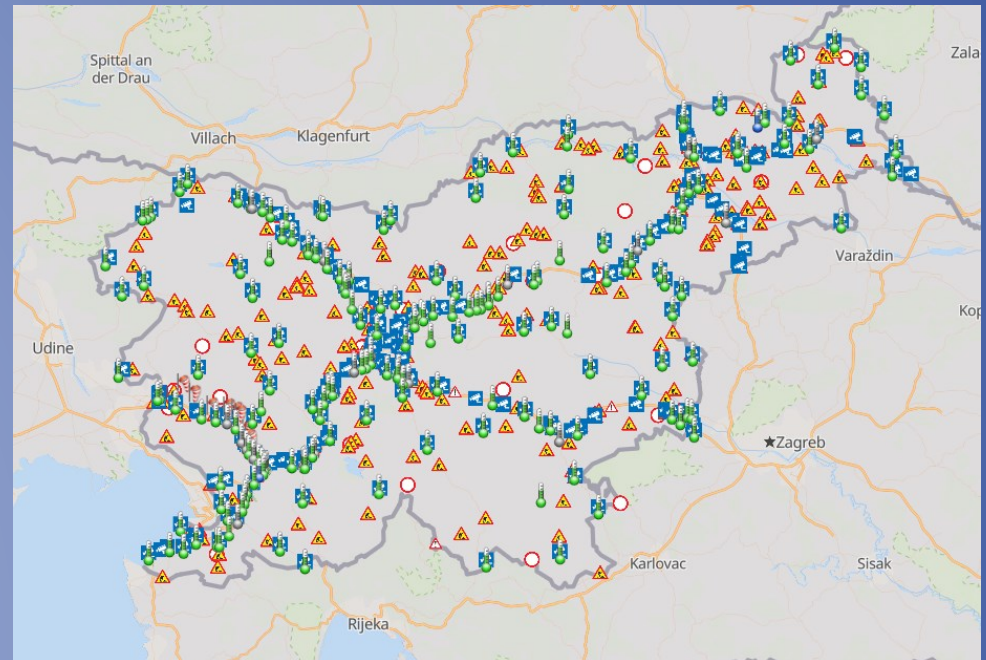 Spittal an
der Drau
Zala
Villach
Klagenfurt
Varaždin
Kop
Udine
★Zagreb
Karlovac
Sisak
Rijeka